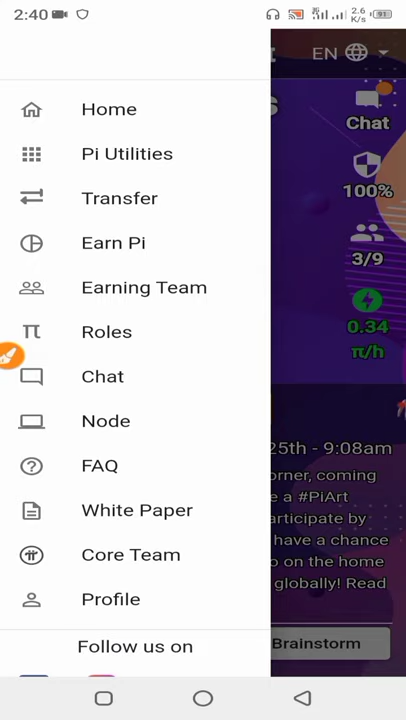 2:40
2.6
K/s
91
EN
Home
Chat
Pi Utilities
100%
Transfer
Earn Pi
3/9
Earning Team
Roles
0.34
π/h
Chat
Node
25th - 9:08am
FAQ
orner, coming
e a #PiArt
White Paper
articipate by
have a chance
Core Team
o on the home
globally! Read
Profile
Follow us on
Brainstorm